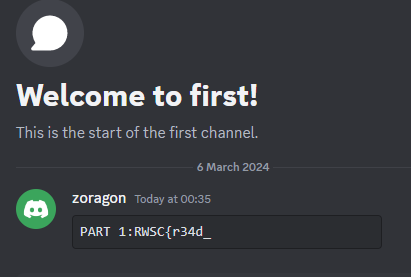 Welcome to first!
This is the start of the first channel.
6 March 2024
zoragon Today at 00:35
PART 1:RWSC{r34d_